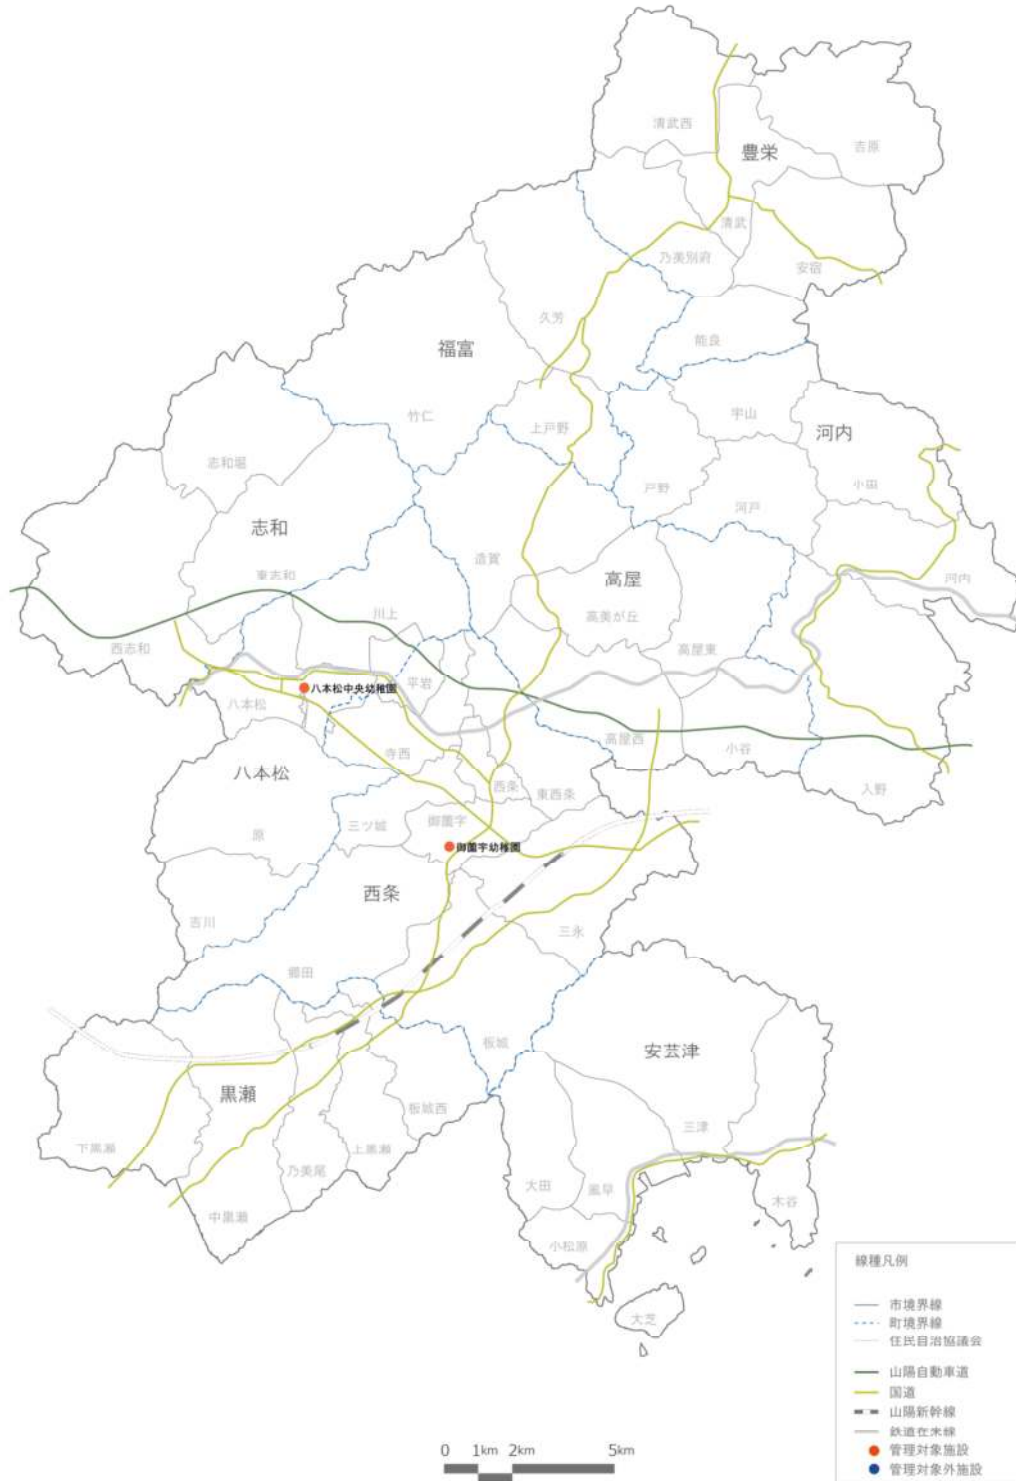 清武西
豊栄
吉原
清武
乃美別府
安宿
久芳
福富
能良
竹仁
上戸野
宇山
河内
志和堀
戸野
小田
河戸
志和
造賀
東志和
高屋
河内
川上
高美が丘
西志和
高屋東
平岩
八本松中央幼稚園
八本松
高屋西
小谷
寺西
八本松
西条
東西条
入野
三ツ城
御薗宇
原
御薗宇幼稚園
西条
吉川
三永
郷田
板城
安芸津
黒瀬
板城西
三津
下黒瀬
上黒瀬
乃美尾
大田
風早
木谷
中黒瀬
小松原
大芝
線種凡例
市境界線
町境界線
住民自治協議会
山陽自動車道
国道
山陽新幹線
鉄道在来線
管理対象施設
管理対象外施設
0 1km 2km 5km